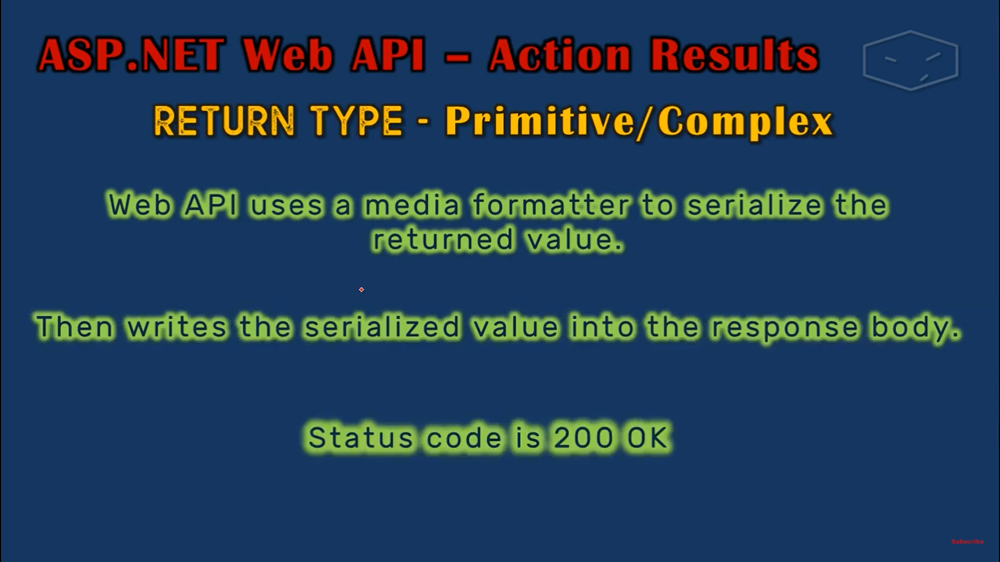 ASP.NET Web API – Action Results
RETURN TYPE - Primitive/Complex
Web API uses a media formatter to serialize the
returned value.
Then writes the serialized value into the response body.
Status code is 200 OK
Subscribe